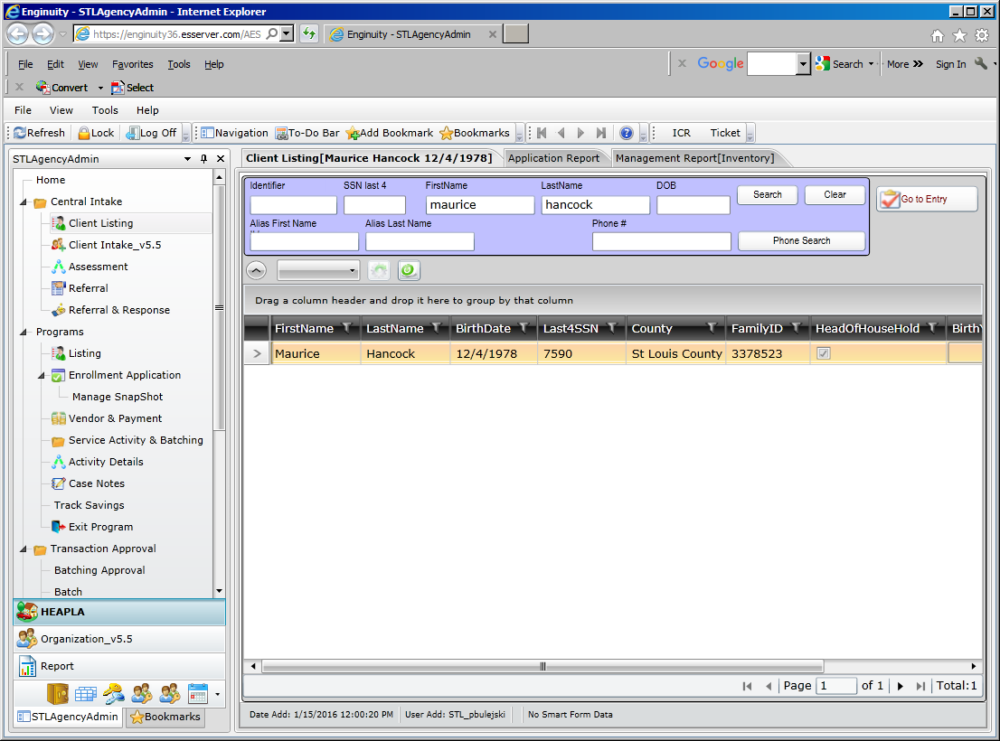 Enginuity - STLAgencyAdmin - Internet Explorer
https://enginuity36.esserver.com/AES
Enginuity - STLAgencyAdmin
File Edit View Favorites Tools Help
Google Search More Sign In
Convert Select
File View Tools Help
Refresh Lock Log Off Navigation To-Do Bar Add Bookmark Bookmarks ICR Ticket
STLAgencyAdmin
Client Listing[Maurice Hancock 12/4/1978] Application Report Management Report[Inventory]
Home
Central Intake
Client Listing
Client Intake_v5.5
Assessment
Referral
Referral & Response
Programs
Listing
Enrollment Application
Manage SnapShot
Vendor & Payment
Service Activity & Batching
Activity Details
Case Notes
Track Savings
Exit Program
Transaction Approval
Batching Approval
Batch
HEAPLA
Organization_v5.5
Report
STLAgencyAdmin Bookmarks
Identifier SSN last 4 FirstName LastName DOB
maurice hancock Search Clear Go to Entry
Alias First Name Alias Last Name Phone #
Phone Search
Drag a column header and drop it here to group by that column
FirstName LastName BirthDate Last4SSN County FamilyID HeadOfHouseHold
Maurice Hancock 12/4/1978 7590 St Louis County 3378523
Page 1 of 1 Total:1
Date Add: 1/15/2016 12:00:20 PM User Add: STL_pbulejski No Smart Form Data